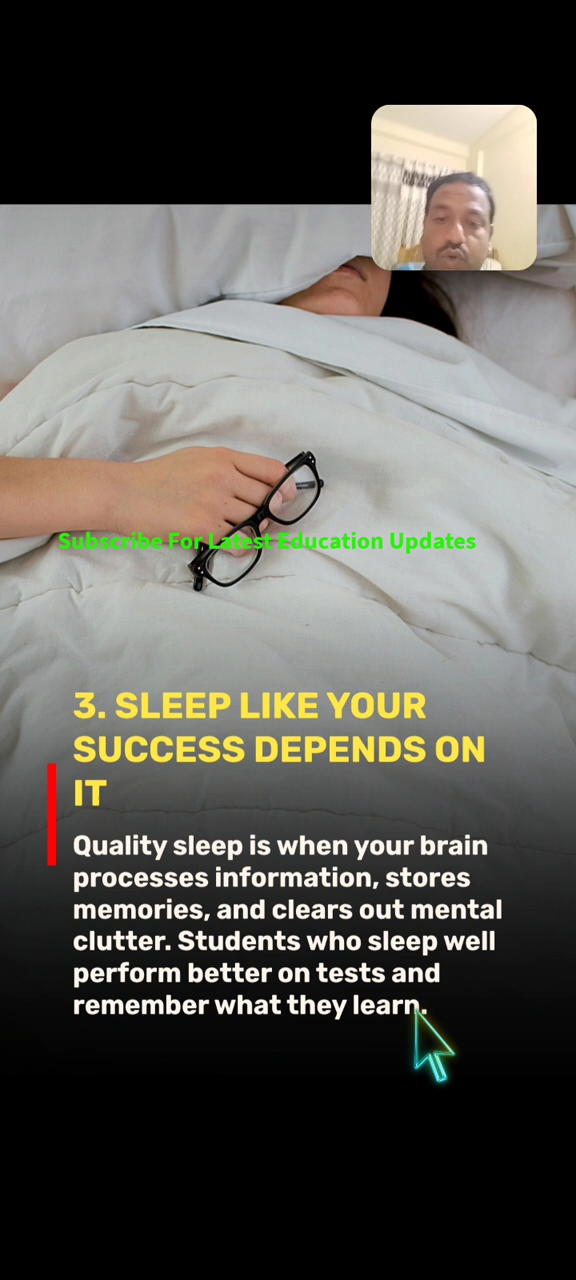 Subscribe For Latest Education Updates
3. SLEEP LIKE YOUR
SUCCESS DEPENDS ON
IT
Quality sleep is when your brain
processes information, stores
memories, and clears out mental
clutter. Students who sleep well
perform better on tests and
remember what they learn.